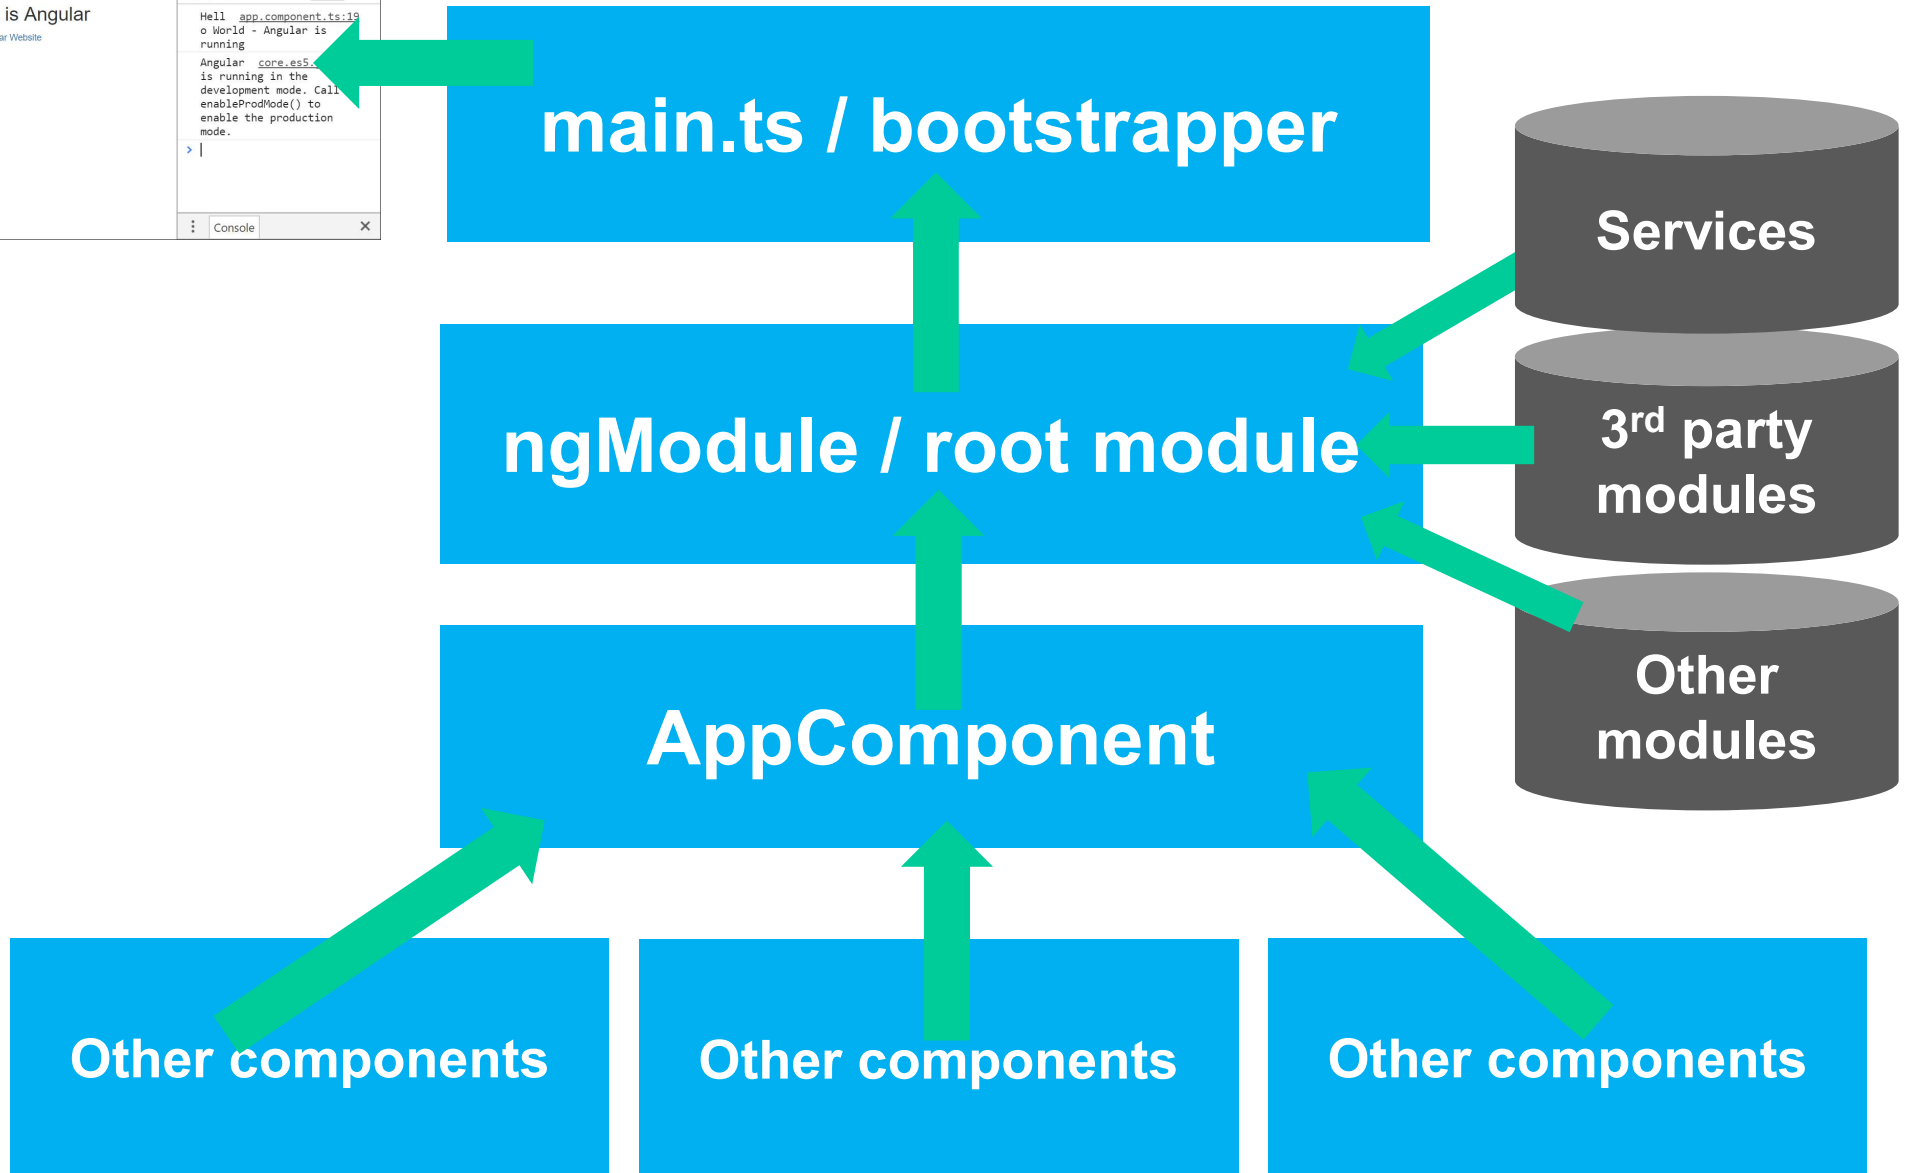 is Angular
ar Website
Hell app.component.ts:19
o World - Angular is
running
Angular core.es5.
is running in the
development mode. Call
enableProdMode() to
enable the production
mode.
>
Console
main.ts / bootstrapper
Services
ngModule / root module
3rd party
modules
AppComponent
Other
modules
Other components
Other components
Other components